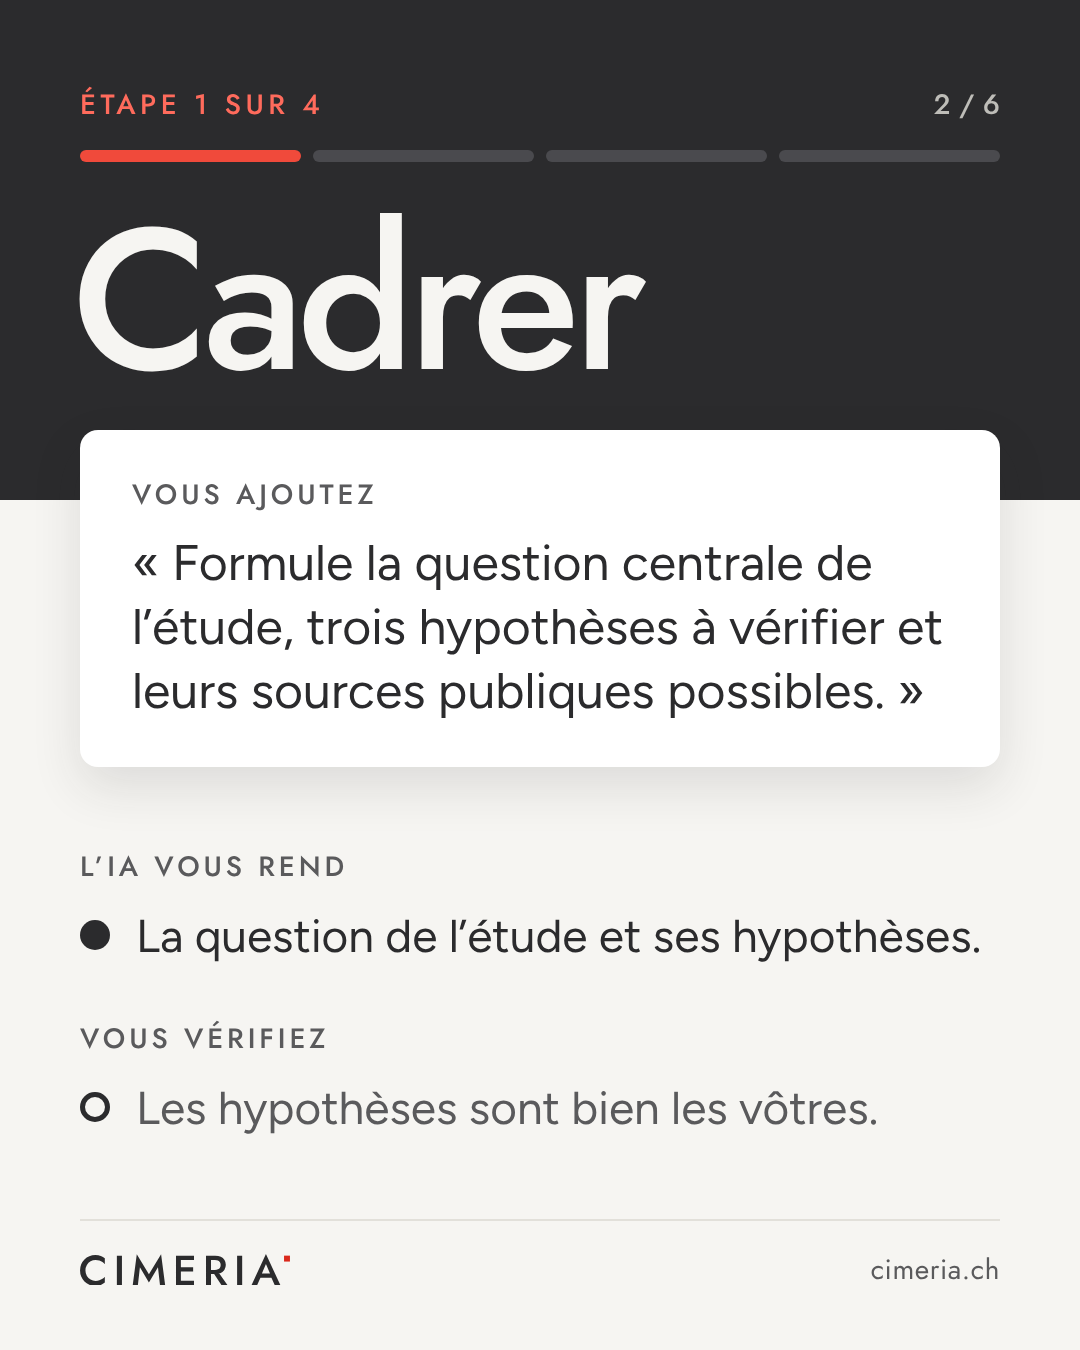 ÉTAPE 1 SUR 4
2 / 6
Cadrer
VOUS AJOUTEZ
« Formule la question centrale de
l’étude, trois hypothèses à vérifier et
leurs sources publiques possibles. »
L’IA VOUS REND
La question de l’étude et ses hypothèses.
VOUS VÉRIFIEZ
Les hypothèses sont bien les vôtres.
CIMERIA
cimeria.ch